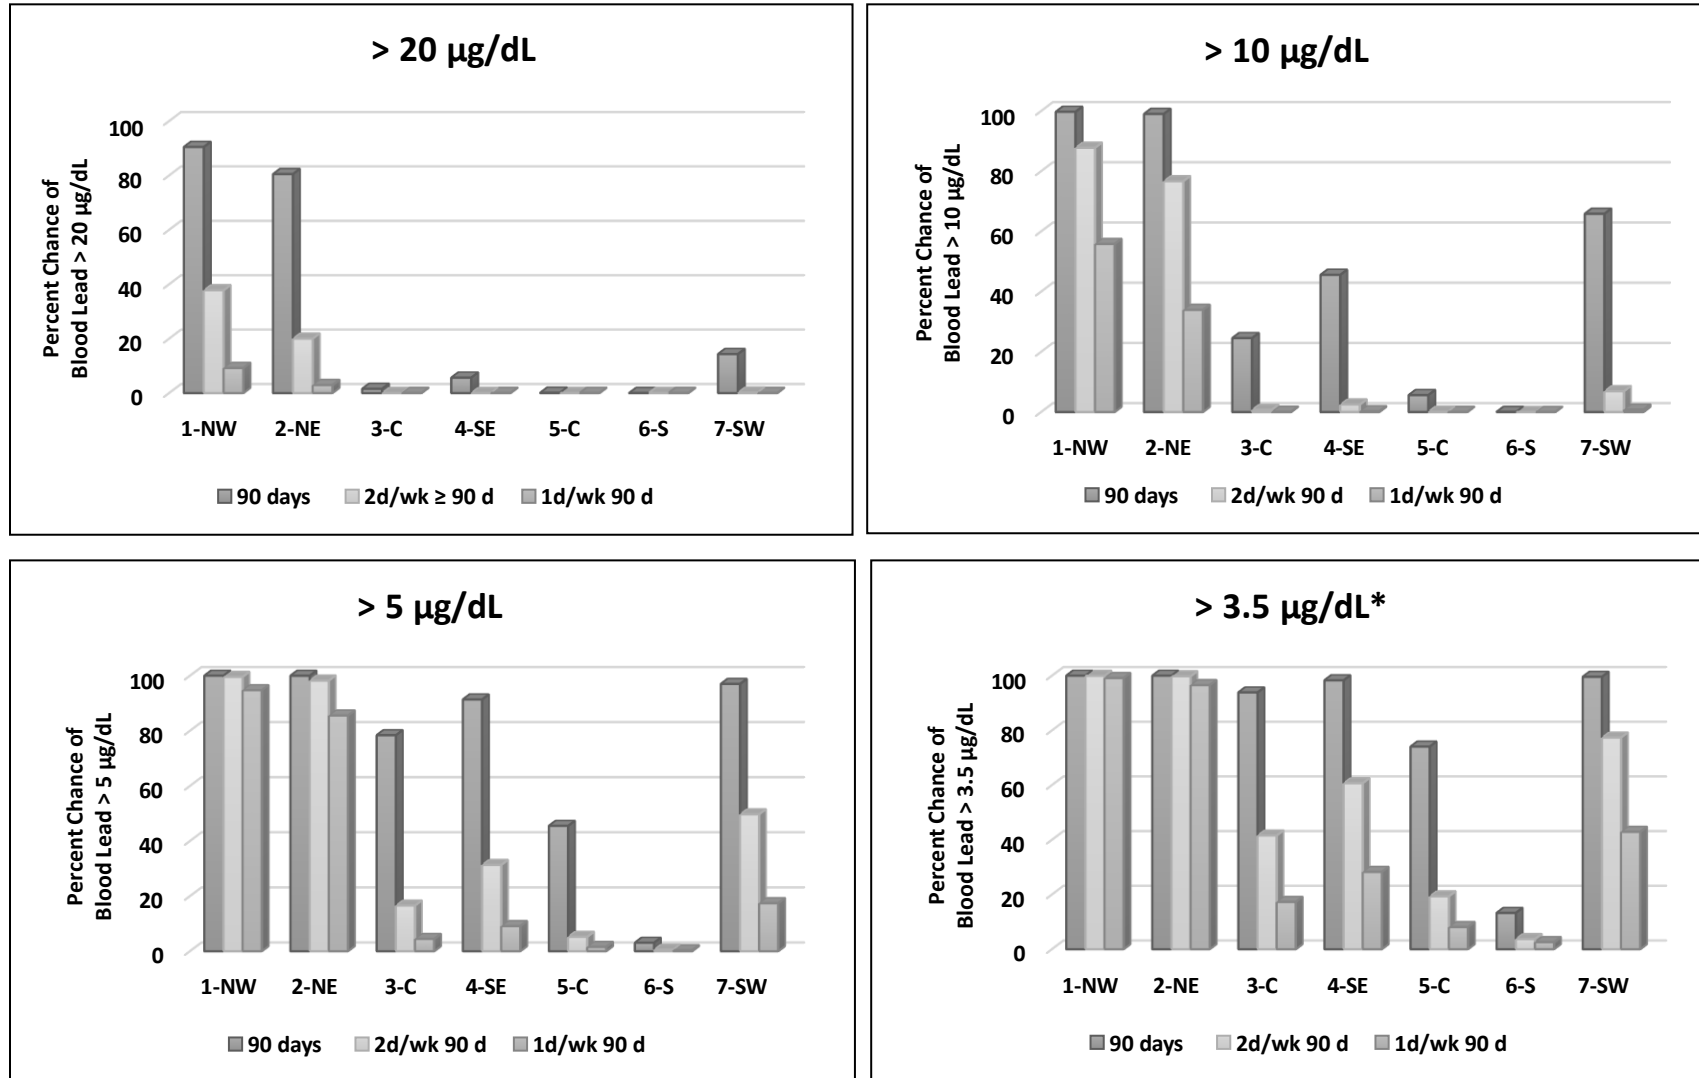 > 20 µg/dL
Percent Chance of
Blood Lead > 20 µg/dL
100
80
60
40
20
0
1-NW 2-NE 3-C 4-SE 5-C 6-S 7-SW
90 days 2d/wk ≥ 90 d 1d/wk 90 d
> 10 µg/dL
Percent Chance of
Blood Lead > 10 µg/dL
100
80
60
40
20
0
1-NW 2-NE 3-C 4-SE 5-C 6-S 7-SW
90 days 2d/wk 90 d 1d/wk 90 d
> 5 µg/dL
Percent Chance of
Blood Lead > 5 µg/dL
100
80
60
40
20
0
1-NW 2-NE 3-C 4-SE 5-C 6-S 7-SW
90 days 2d/wk 90 d 1d/wk 90 d
> 3.5 µg/dL*
Percent Chance of
Blood Lead > 3.5 µg/dL
100
80
60
40
20
0
1-NW 2-NE 3-C 4-SE 5-C 6-S 7-SW
90 days 2d/wk 90 d 1d/wk 90 d